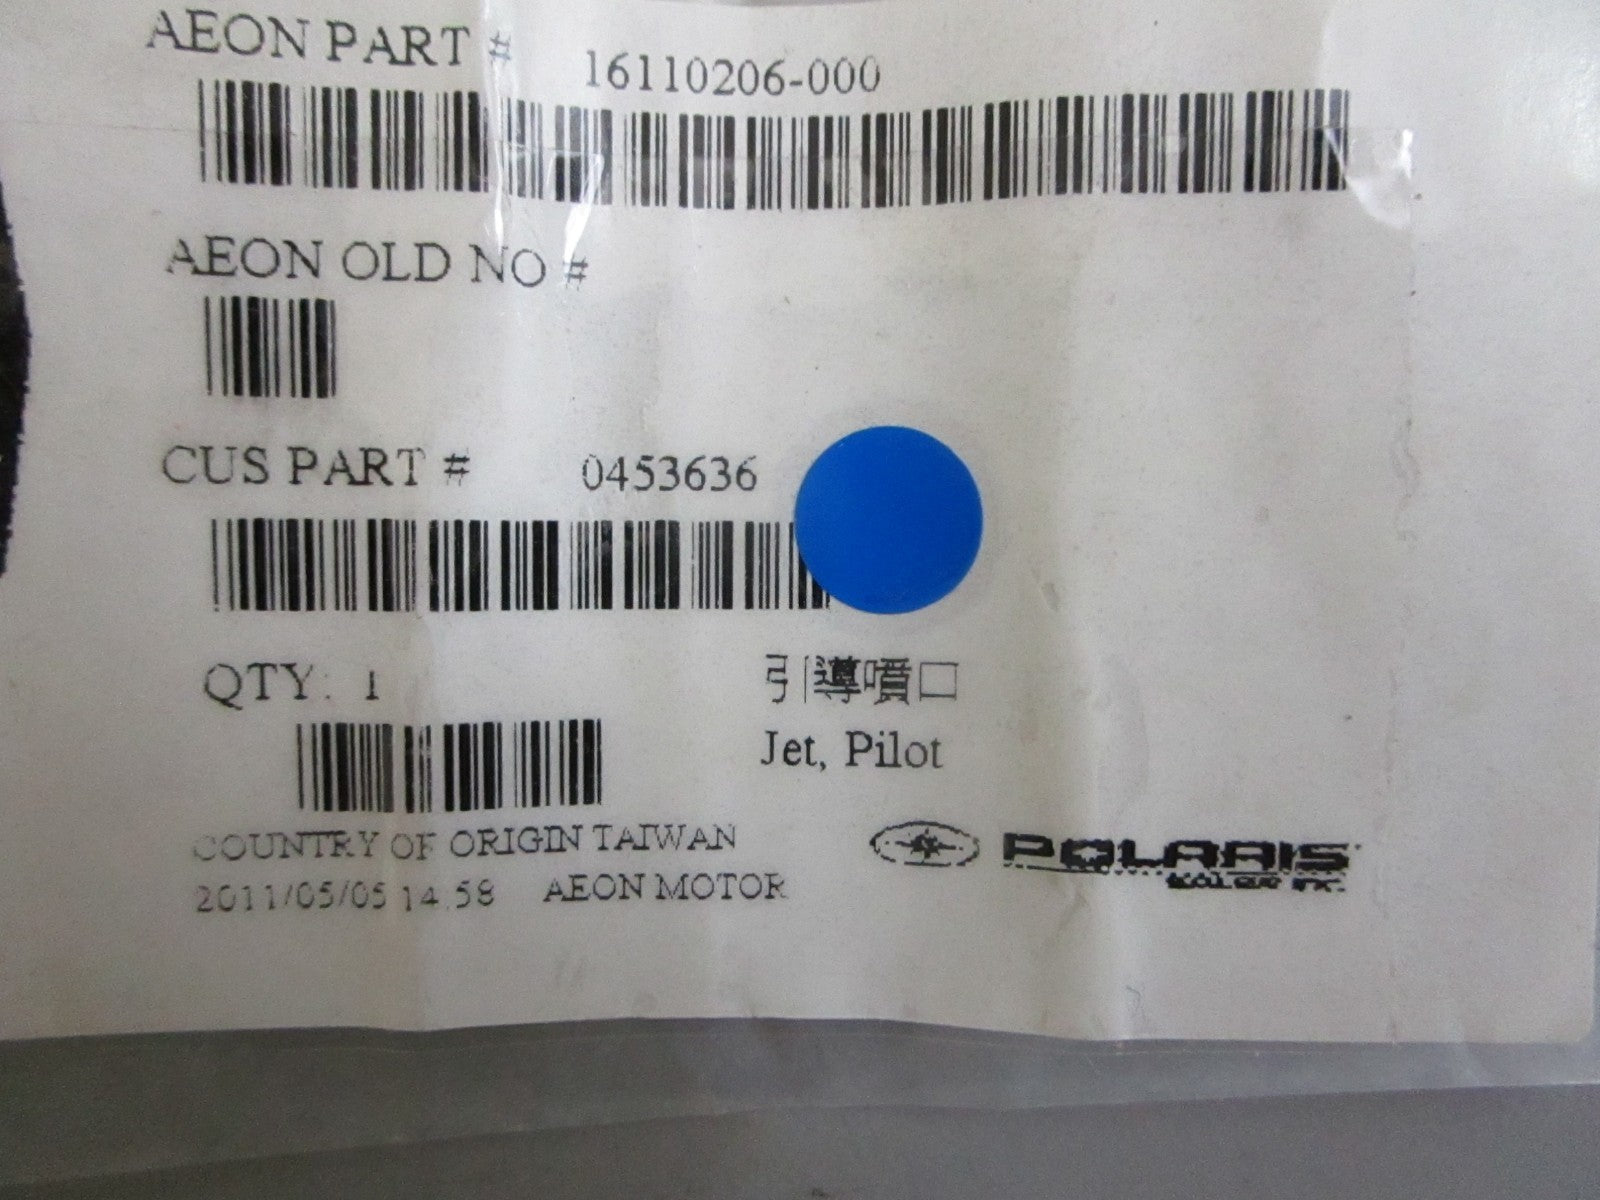 AEON PART #
16110206-000
AEON OLD NO #
CUS PART # 0453636
QTY: 1
引導噴口
Jet, Pilot
COUNTRY OF ORIGIN TAIWAN
2011/05/05 14:58 AEON MOTOR
POLARIS